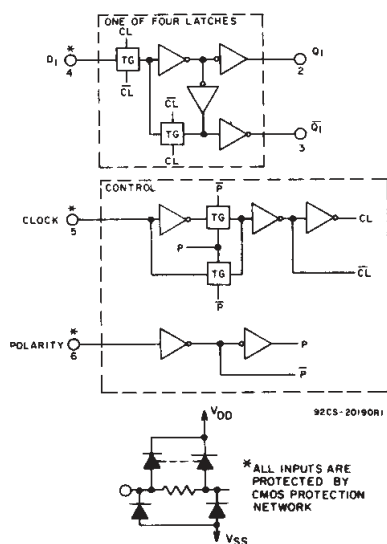 ONE OF FOUR LATCHES
CL
*
D1
4
TG
CL
Q1
2
CL
TG
CL
Q1
3
CONTROL
P
*
CLOCK
5
TG
CL
P
TG
CL
P
*
POLARITY
6
P
P
92CS-20190R1
VDD
*ALL INPUTS ARE
PROTECTED BY
CMOS PROTECTION
NETWORK
VSS